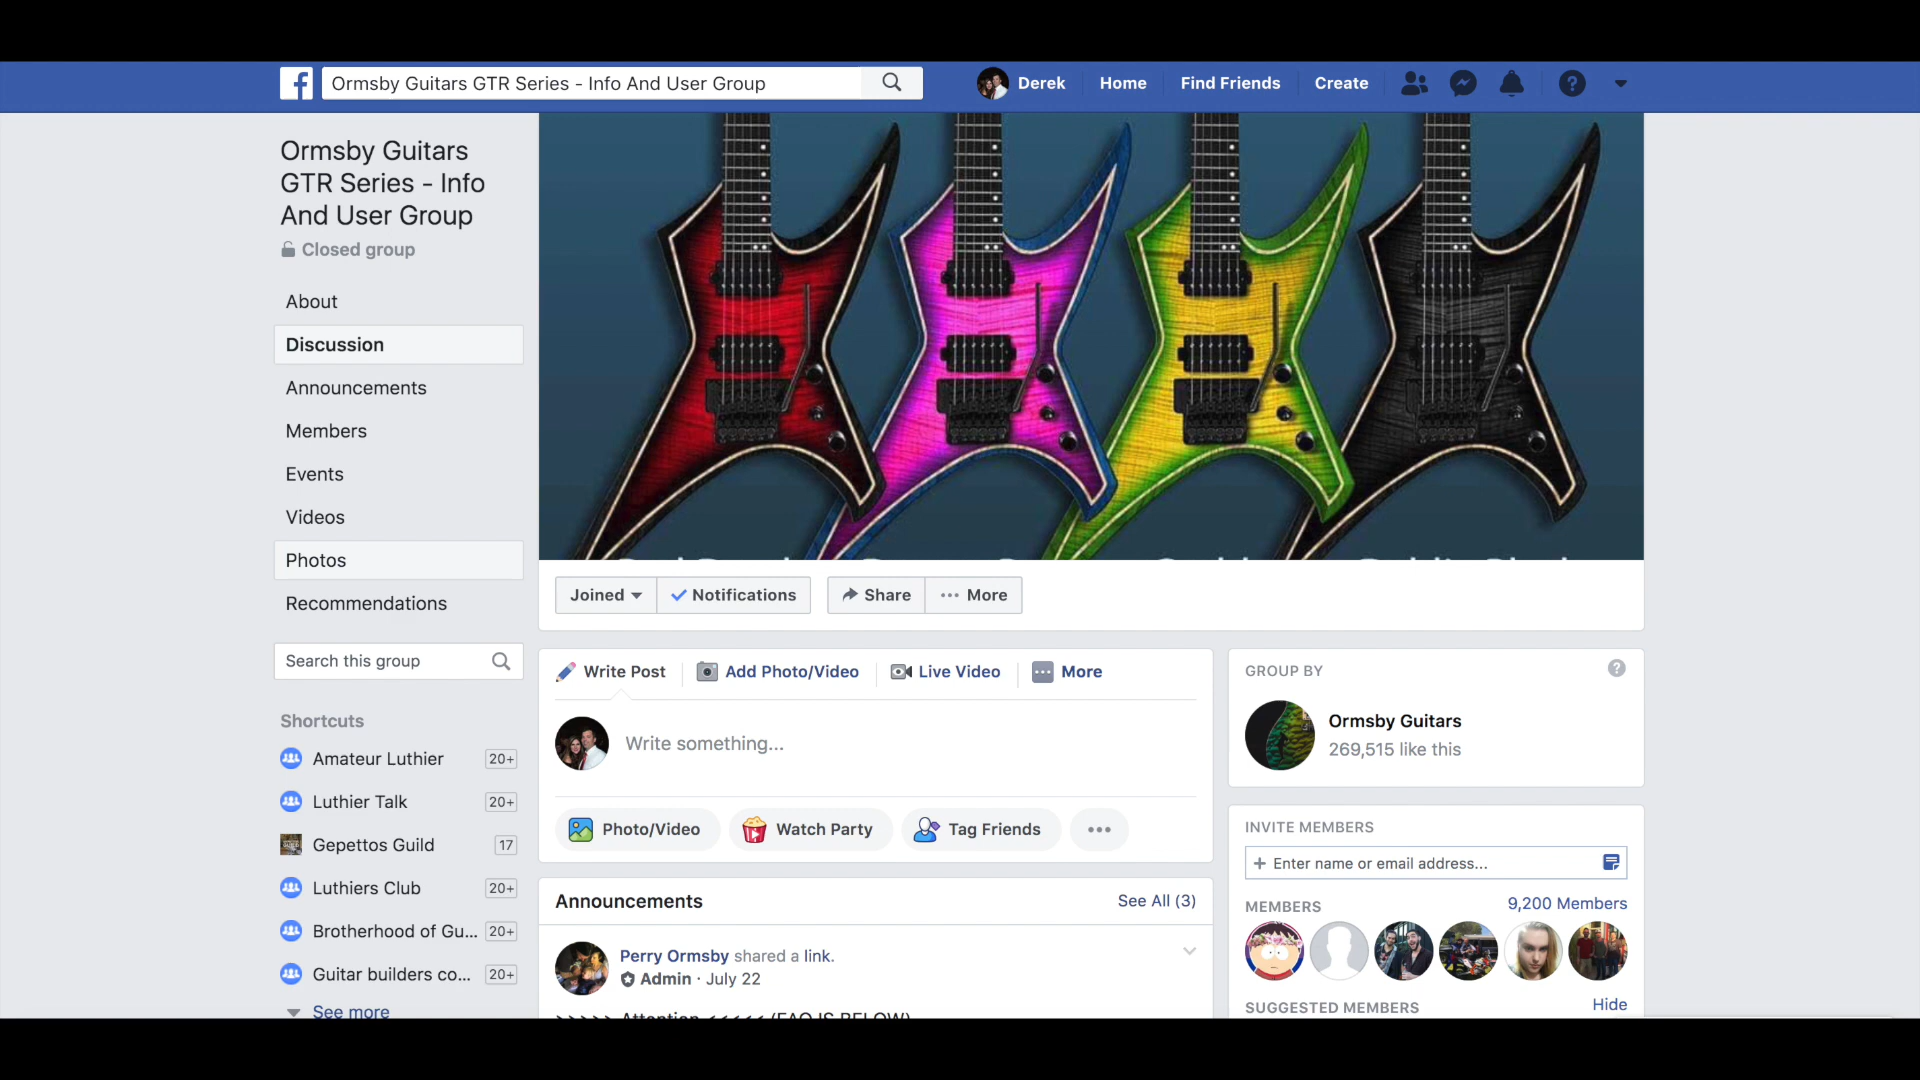 Ormsby Guitars GTR Series - Info And User Group
Derek
Home
Find Friends
Create
Ormsby Guitars
GTR Series - Info
And User Group
Closed group
About
Discussion
Announcements
Members
Events
Videos
Photos
Recommendations
Search this group
Shortcuts
Amateur Luthier 20+
Luthier Talk 20+
Gepettos Guild 17
Luthiers Club 20+
Brotherhood of Gu... 20+
Guitar builders co... 20+
See more
Joined
Notifications
Share
More
Write Post
Add Photo/Video
Live Video
More
Write something...
Photo/Video
Watch Party
Tag Friends
Announcements
See All (3)
Perry Ormsby shared a link.
Admin · July 22
>>>>> Attention <<<<< (FAQ IS BELOW)
GROUP BY
Ormsby Guitars
269,515 like this
INVITE MEMBERS
+ Enter name or email address...
MEMBERS
9,200 Members
SUGGESTED MEMBERS
Hide